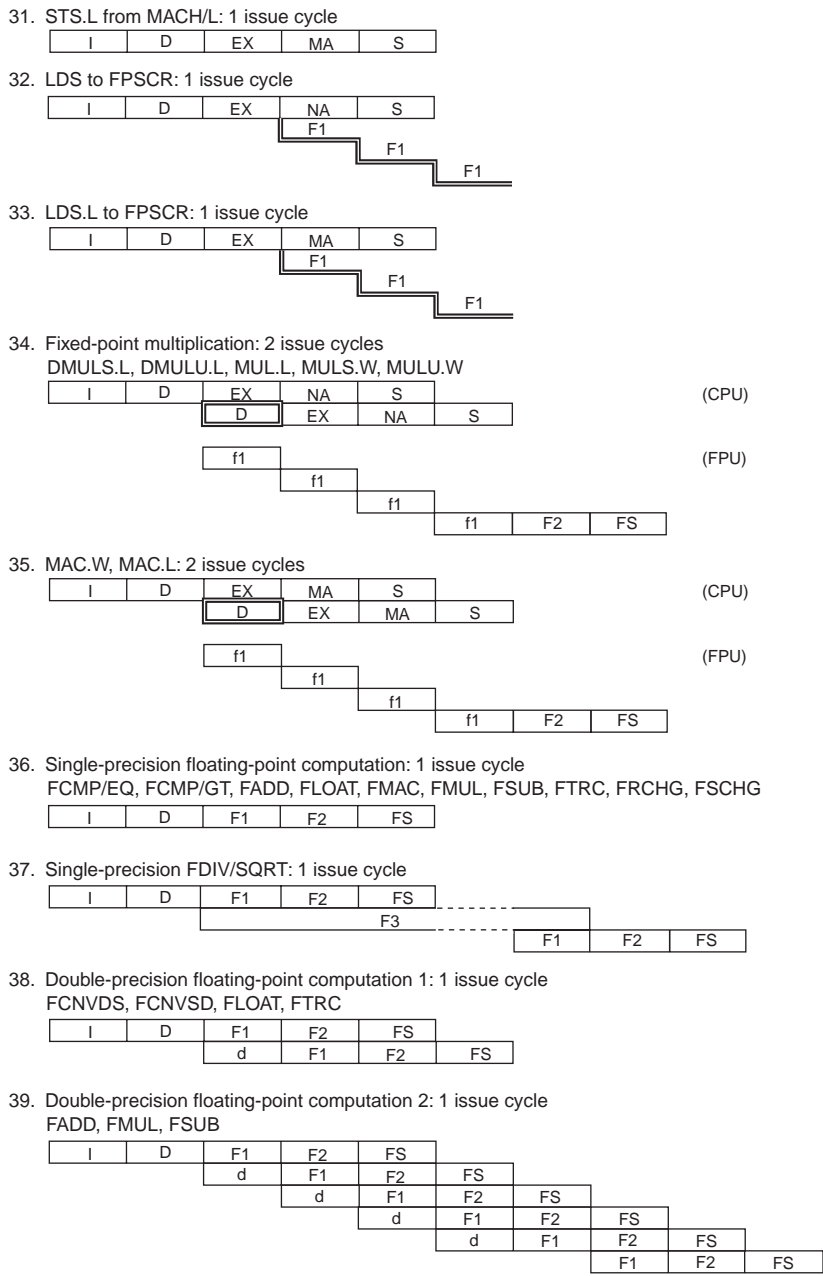 31. STS.L from MACH/L: 1 issue cycle
I D EX MA S
32. LDS to FPSCR: 1 issue cycle
I D EX NA S
F1
F1
F1
33. LDS.L to FPSCR: 1 issue cycle
I D EX MA S
F1
F1
F1
34. Fixed-point multiplication: 2 issue cycles
DMULS.L, DMULU.L, MUL.L, MULS.W, MULU.W
I D EX NA S (CPU)
D EX NA S
f1 (FPU)
f1
f1
f1 F2 FS
35. MAC.W, MAC.L: 2 issue cycles
I D EX MA S (CPU)
D EX MA S
f1 (FPU)
f1
f1
f1 F2 FS
36. Single-precision floating-point computation: 1 issue cycle
FCMP/EQ, FCMP/GT, FADD, FLOAT, FMAC, FMUL, FSUB, FTRC, FRCHG, FSCHG
I D F1 F2 FS
37. Single-precision FDIV/SQRT: 1 issue cycle
I D F1 F2 FS
F3
F1 F2 FS
38. Double-precision floating-point computation 1: 1 issue cycle
FCNVDS, FCNVSD, FLOAT, FTRC
I D F1 F2 FS
d F1 F2 FS
39. Double-precision floating-point computation 2: 1 issue cycle
FADD, FMUL, FSUB
I D F1 F2 FS
d F1 F2 FS
d F1 F2 FS
d F1 F2 FS
d F1 F2 FS
F1 F2 FS